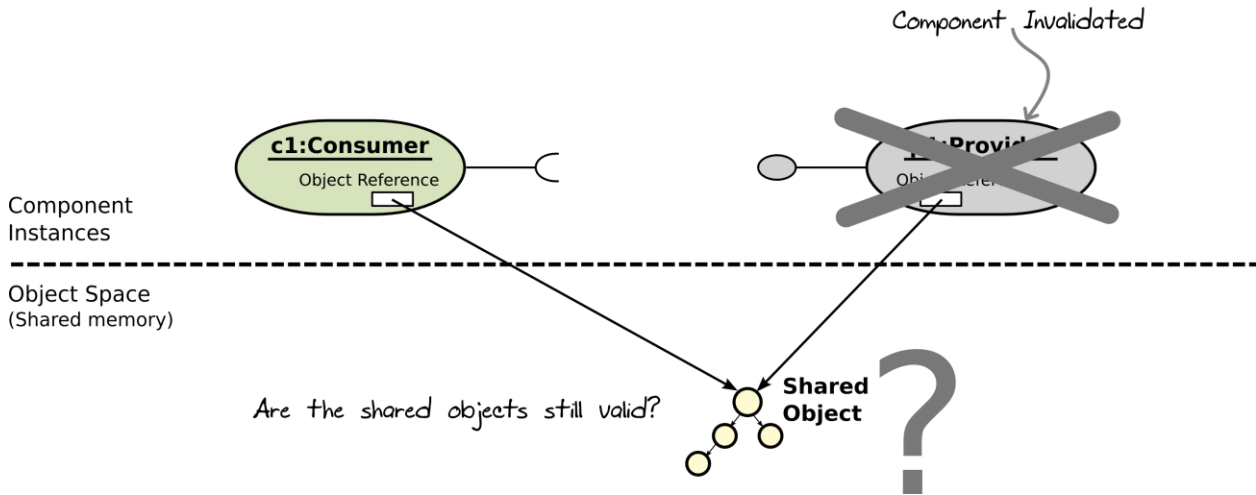 Component Invalidated
c1:Consumer
Object Reference
Component
Instances
Object Space
(Shared memory)
Are the shared objects still valid?
Shared
Object
?